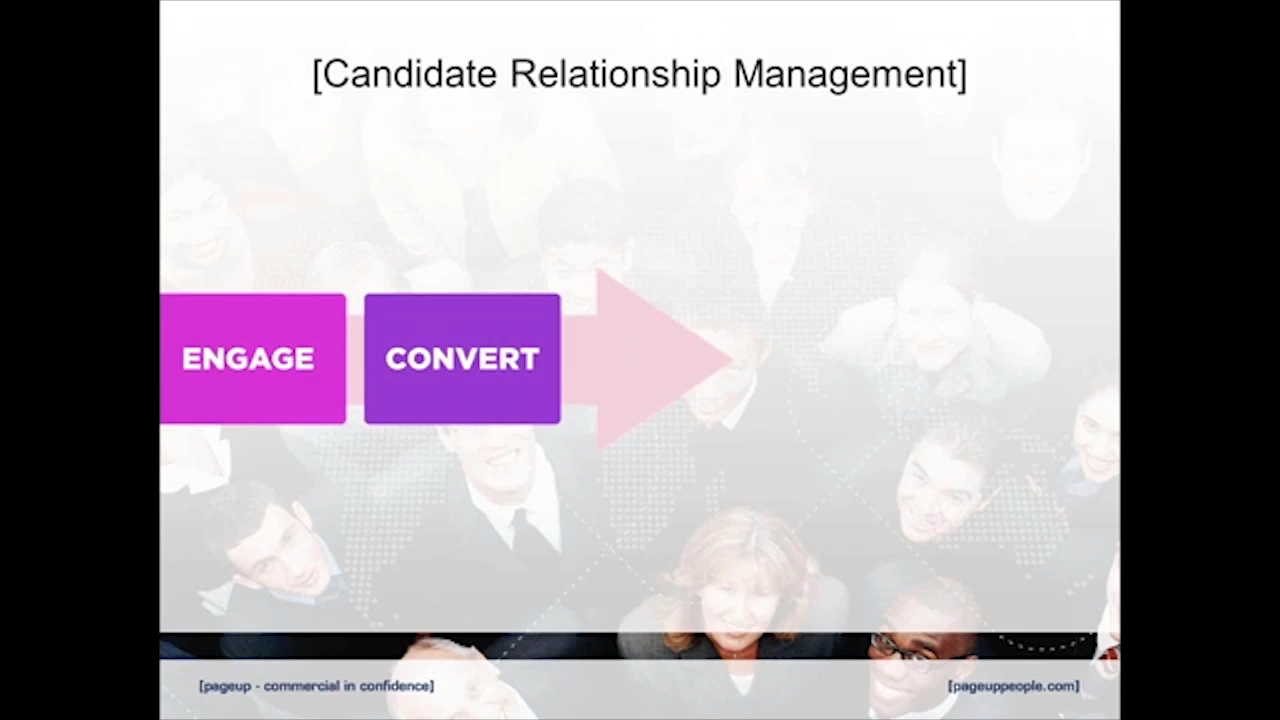 [Candidate Relationship Management]
ENGAGE
CONVERT
[pageup - commercial in confidence]
[pageuppeople.com]